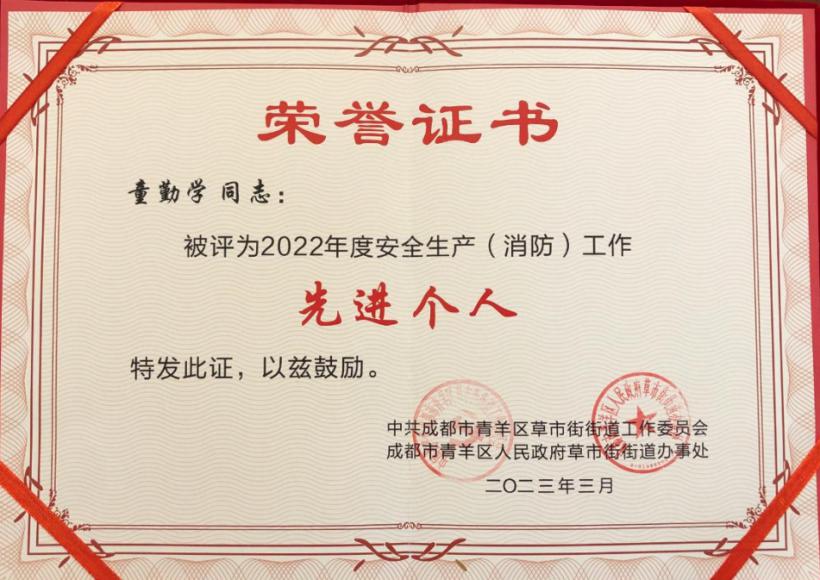 荣誉证书
童勤学同志：
被评为2022年度安全生产（消防）工作
先进个人
特发此证，以兹鼓励。
中共成都市青羊区草市街街道工作委员会
成都市青羊区人民政府草市街街道办事处
二〇二三年三月